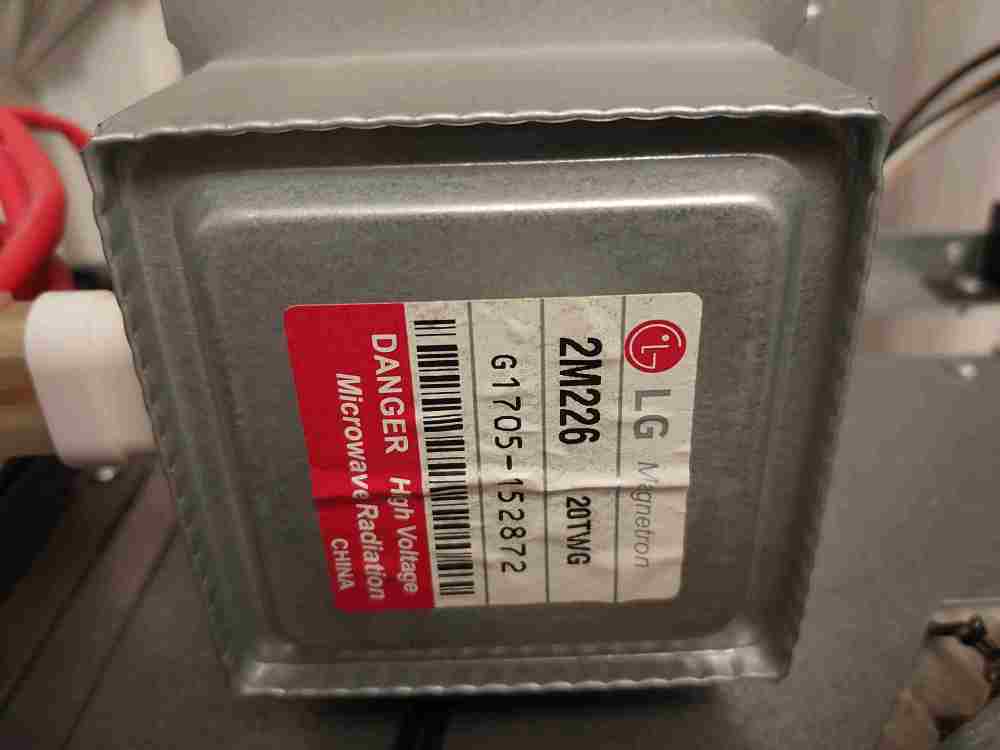 LG Magnetron
2M226 20TWG
G1705-152872
DANGER High Voltage
Microwave Radiation
CHINA